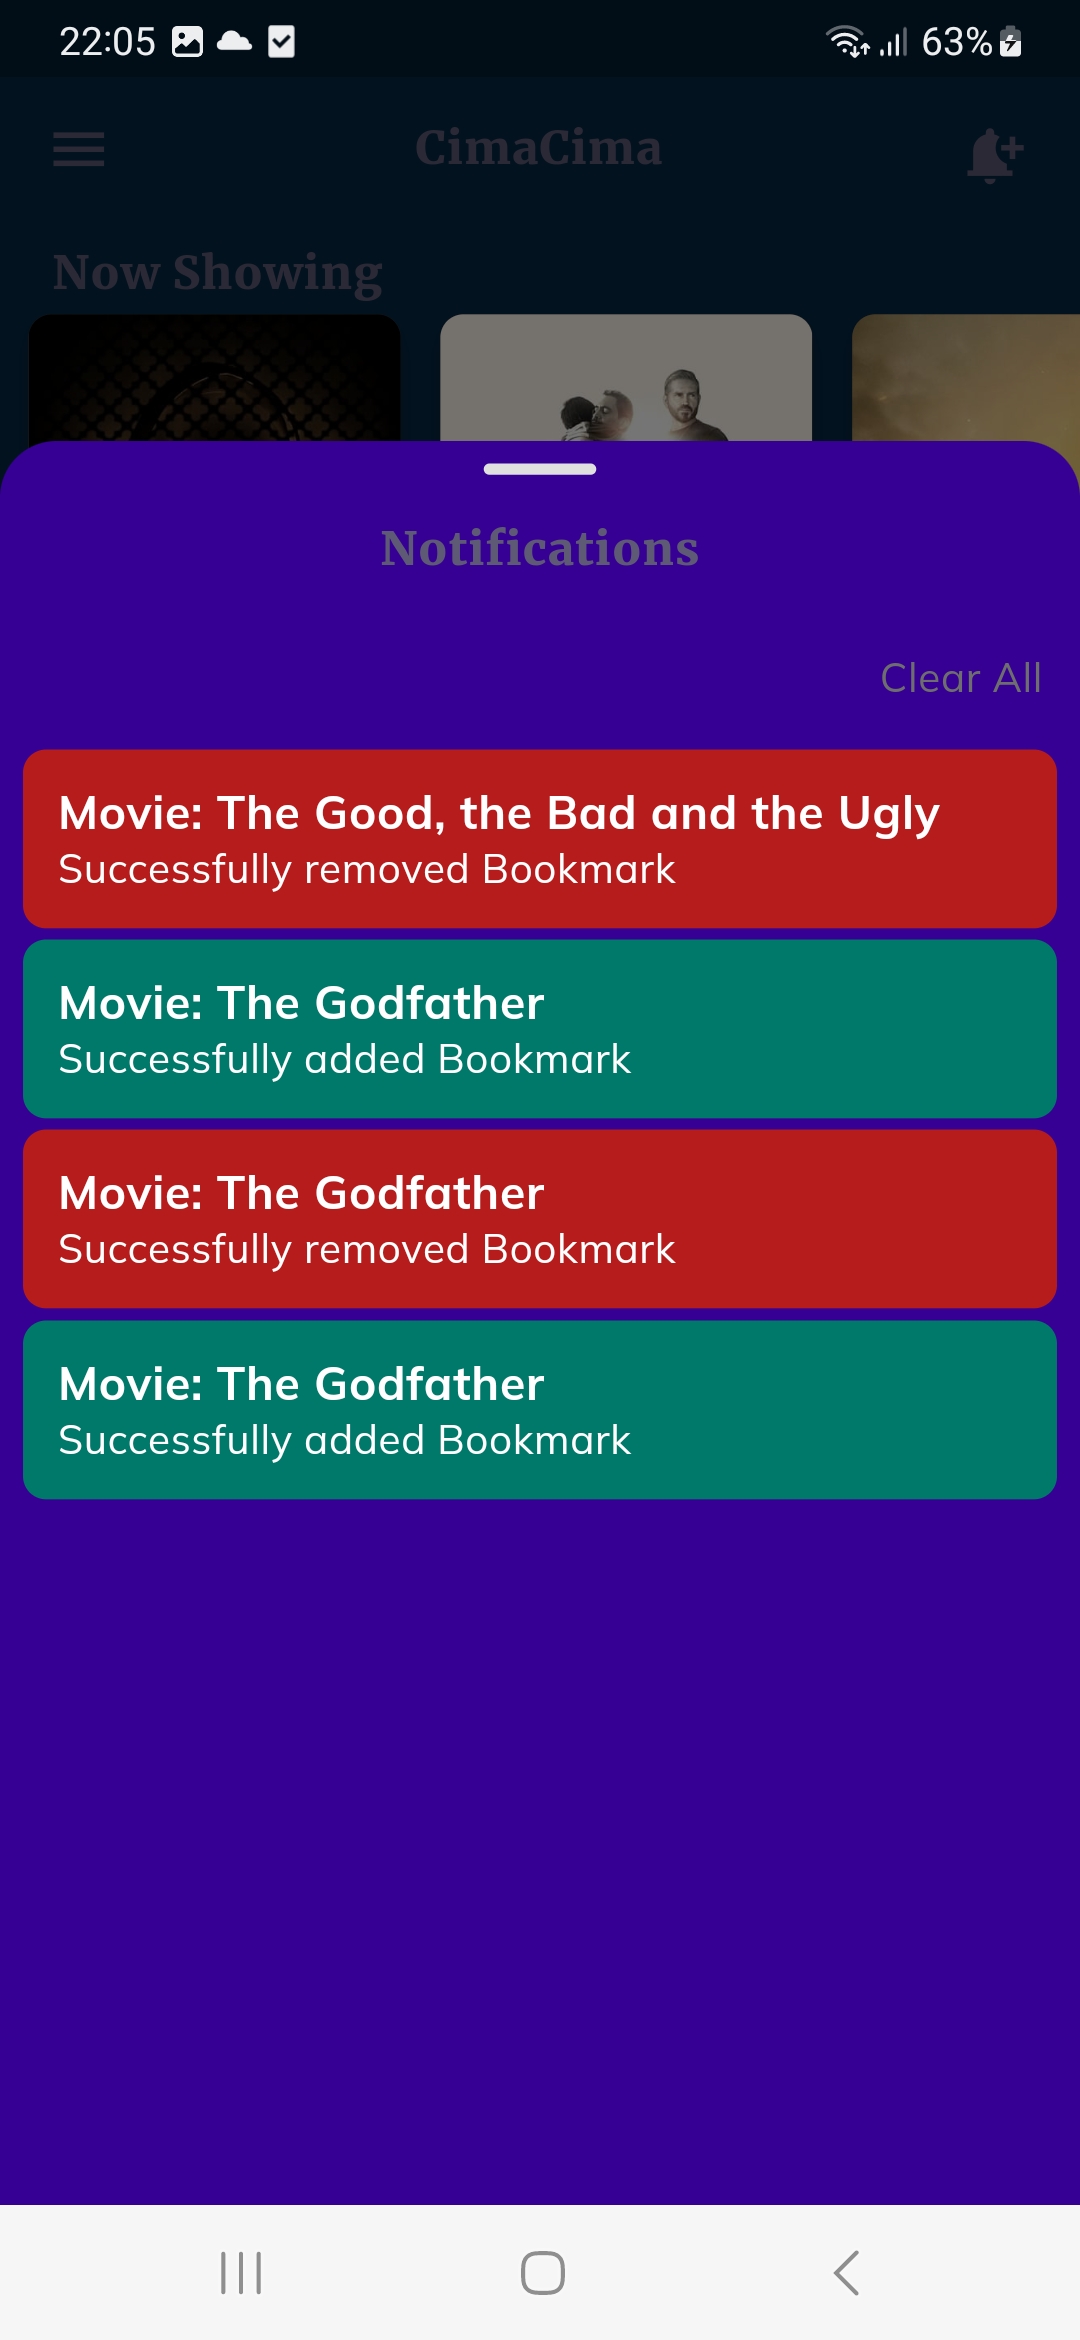 22:05
63%
CimaCima
Now Showing
Notifications
Clear All
Movie: The Good, the Bad and the Ugly
Successfully removed Bookmark
Movie: The Godfather
Successfully added Bookmark
Movie: The Godfather
Successfully removed Bookmark
Movie: The Godfather
Successfully added Bookmark